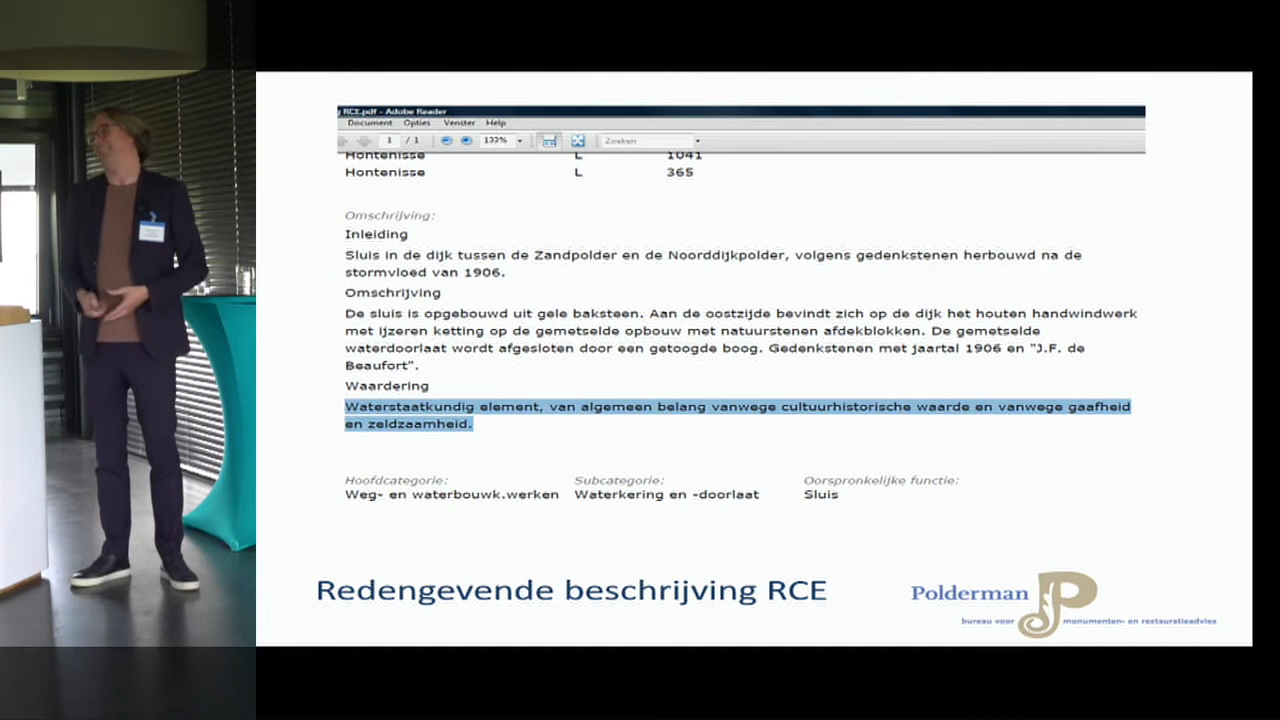 g RCE.pdf - Adobe Reader
Document Opties Venster Help
1 / 1 133% Zoeken
Hontenisse L 1041
Hontenisse L 365
Omschrijving:
Inleiding
Sluis in de dijk tussen de Zandpolder en de Noorddijkpolder, volgens gedenkstenen herbouwd na de
stormvloed van 1906.
Omschrijving
De sluis is opgebouwd uit gele baksteen. Aan de oostzijde bevindt zich op de dijk het houten handwindwerk
met ijzeren ketting op de gemetselde opbouw met natuurstenen afdekblokken. De gemetselde
waterdoorlaat wordt afgesloten door een getoogde boog. Gedenkstenen met jaartal 1906 en "J.F. de
Beaufort".
Waardering
Waterstaatkundig element, van algemeen belang vanwege cultuurhistorische waarde en vanwege gaafheid
en zeldzaamheid.
Hoofdcategorie: Subcategorie: Oorspronkelijke functie:
Weg- en waterbouwk.werken Waterkering en -doorlaat Sluis
Redengevende beschrijving RCE
Polderman
bureau voor monumenten- en restauratieadvies